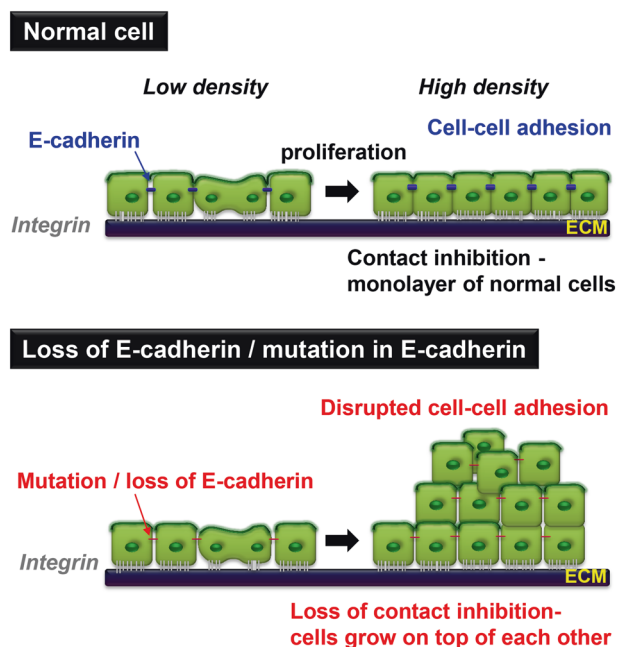 Normal cell
Low density
High density
E-cadherin
proliferation
Cell-cell adhesion
Integrin
ECM
Contact inhibition -
monolayer of normal cells
Loss of E-cadherin / mutation in E-cadherin
Disrupted cell-cell adhesion
Mutation / loss of E-cadherin
Integrin
ECM
Loss of contact inhibition-
cells grow on top of each other